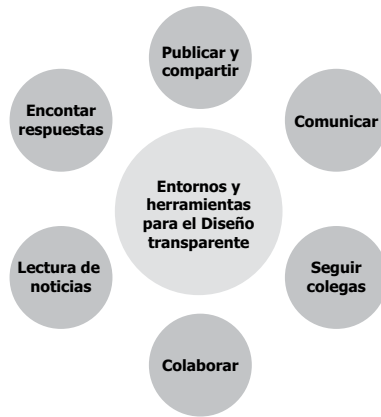 Publicar y
compartir
Encontar
respuestas
Comunicar
Entornos y
herramientas
para el Diseño
transparente
Lectura de
noticias
Seguir
colegas
Colaborar